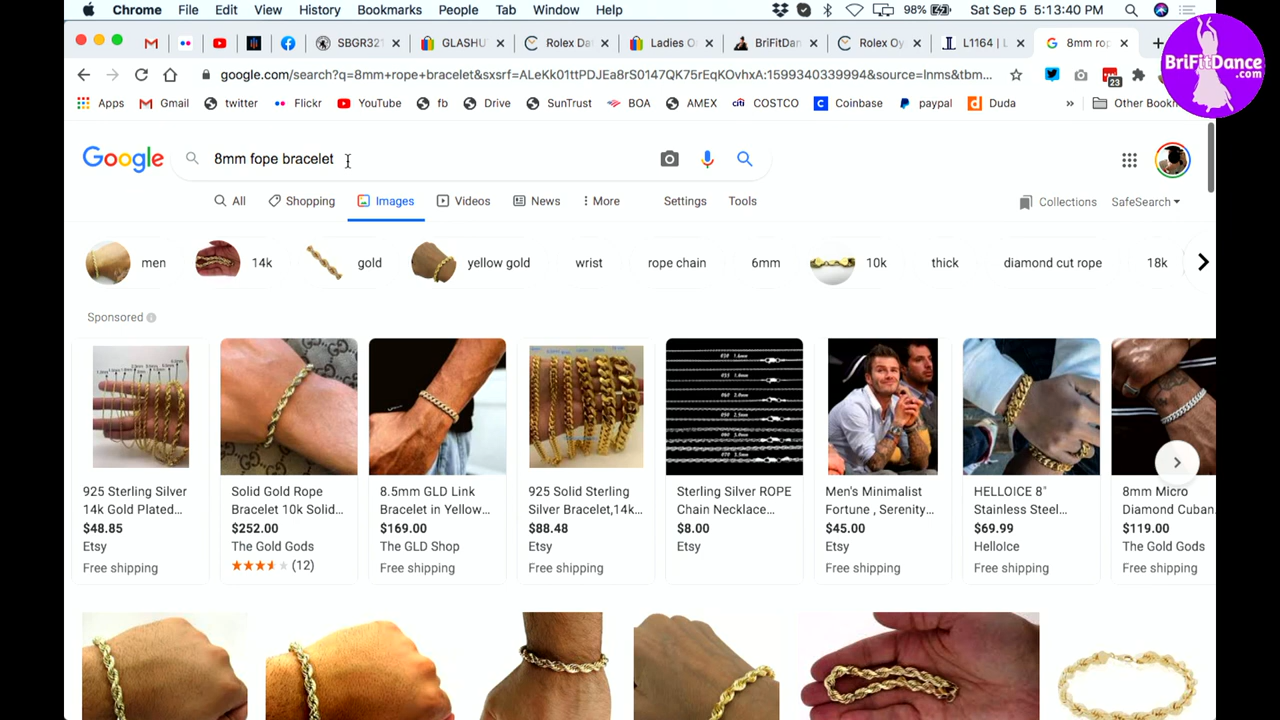 Chrome File Edit View History Bookmarks People Tab Window Help 98% Sat Sep 5 5:13:40 PM
SBGR321 GLASHU Rolex Da Ladies O BriFitDan Rolex Oy L1164 | L 8mm rop
google.com/search?q=8mm+rope+bracelet&sxsrf=ALeKk01ttPDJEa8rS0147QK75rEqKOvhxA:1599340339994&source=lnms&tbm... 23
BriFitDance
.com
Apps Gmail twitter Flickr YouTube fb Drive SunTrust BOA AMEX COSTCO Coinbase paypal Duda » Other Bookm
Google 8mm fope bracelet
All Shopping Images Videos News More Settings Tools Collections SafeSearch
men 14k gold yellow gold wrist rope chain 6mm 10k thick diamond cut rope 18k
Sponsored
925 Sterling Silver 14k Gold Plated... $48.85 Etsy Free shipping
Solid Gold Rope Bracelet 10k Solid... $252.00 The Gold Gods (12)
8.5mm GLD Link Bracelet in Yellow... $169.00 The GLD Shop Free shipping
925 Solid Sterling Silver Bracelet,14k... $88.48 Etsy Free shipping
Sterling Silver ROPE Chain Necklace... $8.00 Etsy
Men's Minimalist Fortune , Serenity... $45.00 Etsy Free shipping
HELLOICE 8" Stainless Steel... $69.99 HelloIce Free shipping
8mm Micro Diamond Cuban. $119.00 The Gold Gods Free shipping